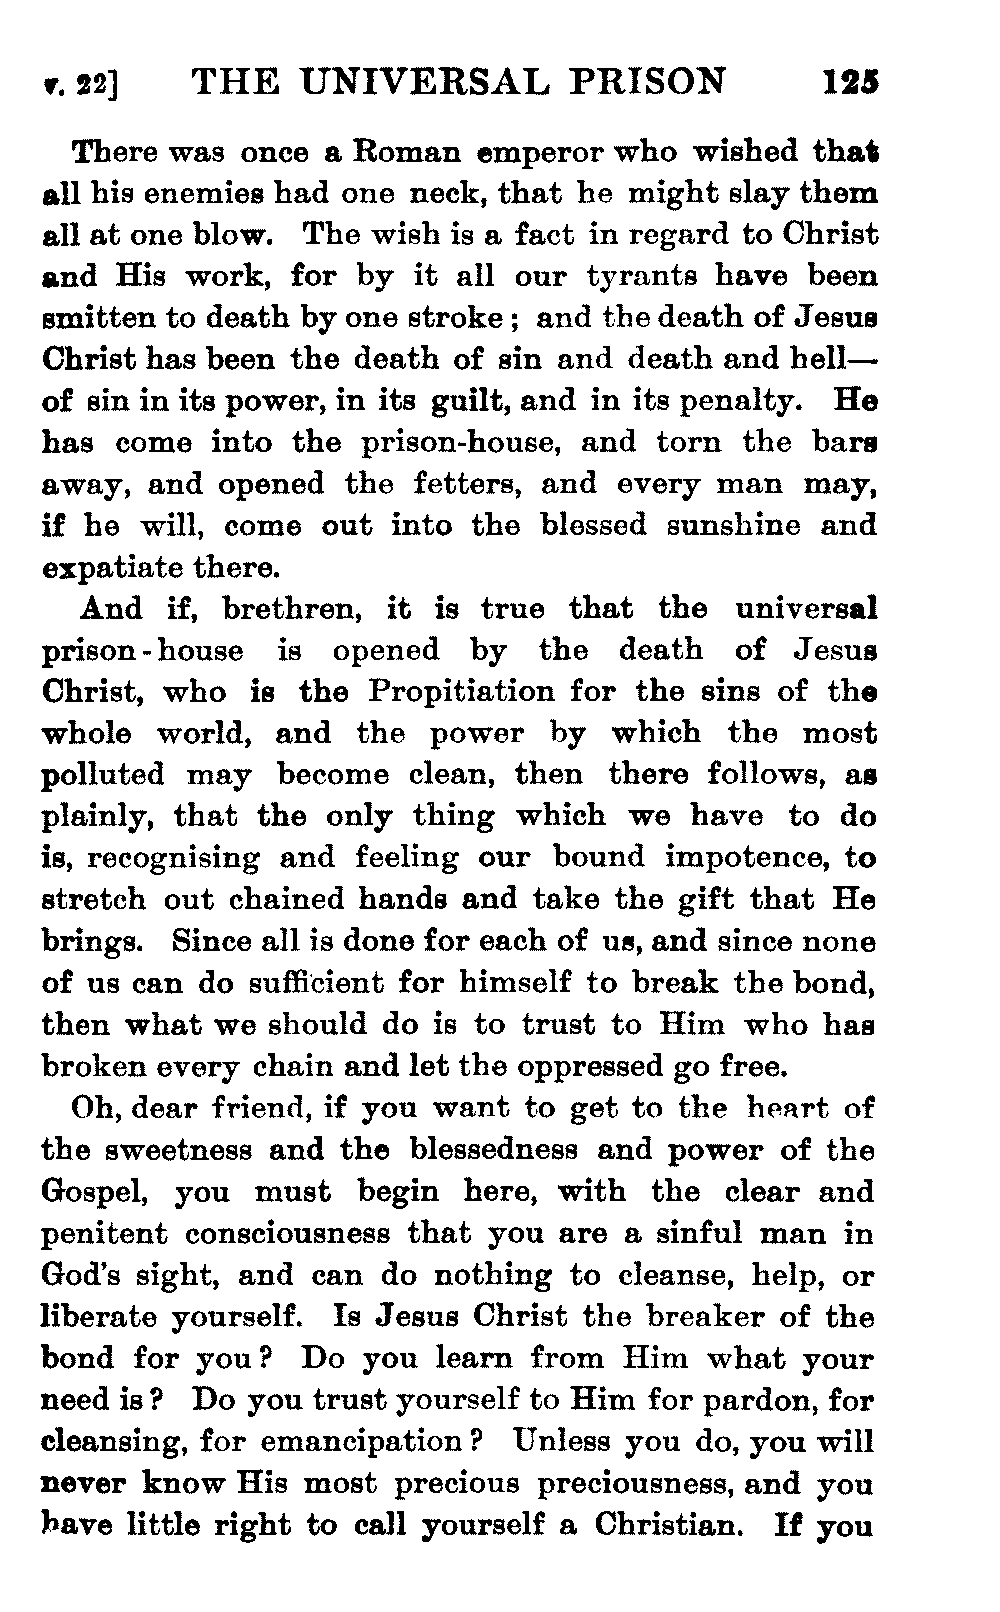 v. 22] THE UNIVERSAL PRISON 125
There was once a Roman emperor who wished that
all his enemies had one neck, that he might slay them
all at one blow. The wish is a fact in regard to Christ
and His work, for by it all our tyrants have been
smitten to death by one stroke; and the death of Jesus
Christ has been the death of sin and death and hell—
of sin in its power, in its guilt, and in its penalty. He
has come into the prison-house, and torn the bars
away, and opened the fetters, and every man may,
if he will, come out into the blessed sunshine and
expatiate there.
And if, brethren, it is true that the universal
prison-house is opened by the death of Jesus
Christ, who is the Propitiation for the sins of the
whole world, and the power by which the most
polluted may become clean, then there follows, as
plainly, that the only thing which we have to do
is, recognising and feeling our bound impotence, to
stretch out chained hands and take the gift that He
brings. Since all is done for each of us, and since none
of us can do sufficient for himself to break the bond,
then what we should do is to trust to Him who has
broken every chain and let the oppressed go free.
Oh, dear friend, if you want to get to the heart of
the sweetness and the blessedness and power of the
Gospel, you must begin here, with the clear and
penitent consciousness that you are a sinful man in
God's sight, and can do nothing to cleanse, help, or
liberate yourself. Is Jesus Christ the breaker of the
bond for you? Do you learn from Him what your
need is? Do you trust yourself to Him for pardon, for
cleansing, for emancipation? Unless you do, you will
never know His most precious preciousness, and you
have little right to call yourself a Christian. If you